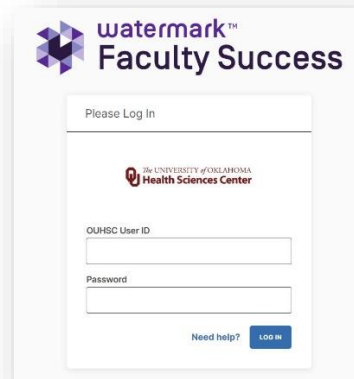 watermark™
Faculty Success
Please Log In
The UNIVERSITY of OKLAHOMA
Health Sciences Center
OUHSC User ID
Password
Need help?
LOG IN